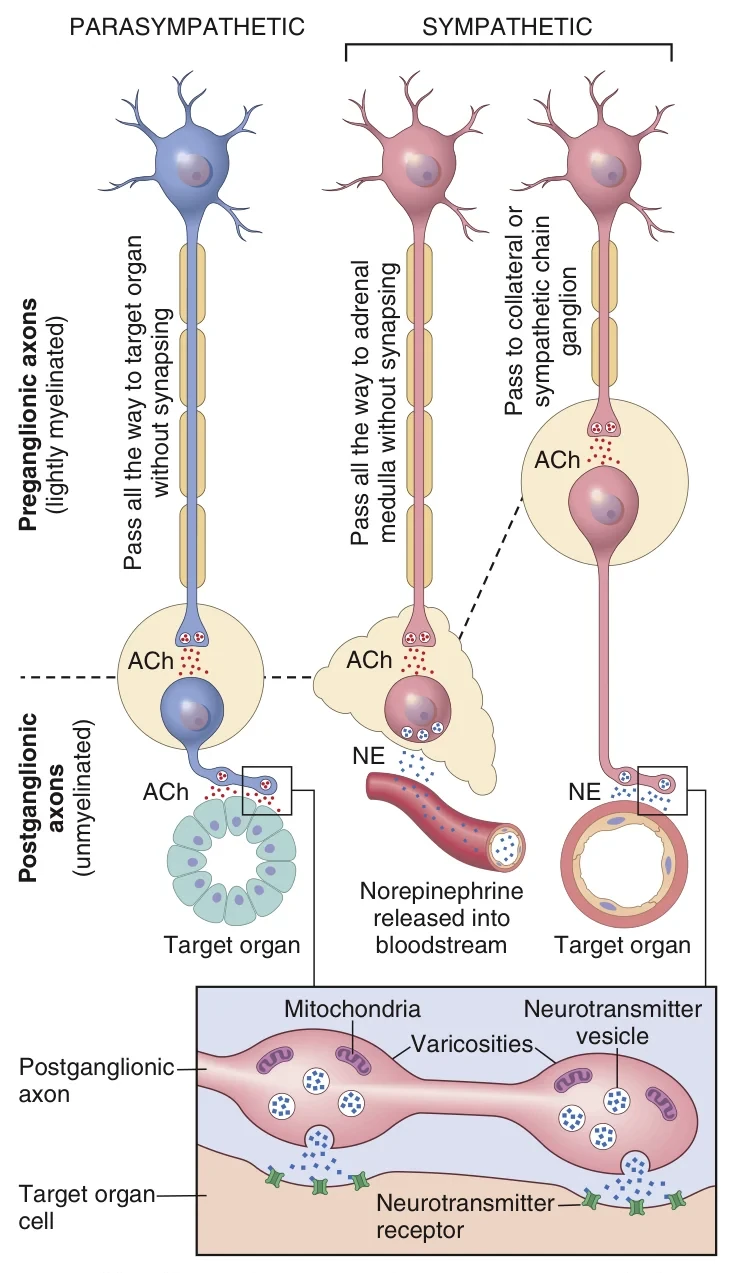 PARASYMPATHETIC
SYMPATHETIC
Preganglionic axons
(lightly myelinated)
Pass all the way to target organ
without synapsing
Pass all the way to adrenal
medulla without synapsing
Pass to collateral or
sympathetic chain
ganglion
ACh
ACh
ACh
Postganglionic
axons
(unmyelinated)
ACh
NE
NE
Target organ
Norepinephrine
released into
bloodstream
Target organ
Mitochondria
Neurotransmitter
vesicle
Varicosities
Postganglionic
axon
Target organ
cell
Neurotransmitter
receptor